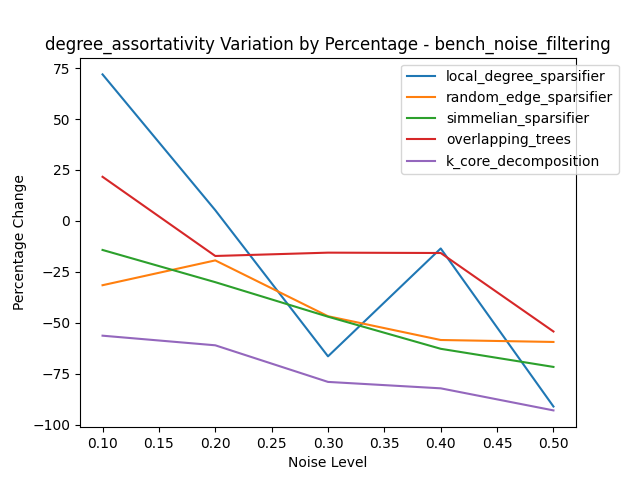 degree_assortativity Variation by Percentage - bench_noise_filtering
local_degree_sparsifier
random_edge_sparsifier
simmelian_sparsifier
overlapping_trees
k_core_decomposition
Percentage Change
75
50
25
0
−25
−50
−75
−100
0.10 0.15 0.20 0.25 0.30 0.35 0.40 0.45 0.50
Noise Level